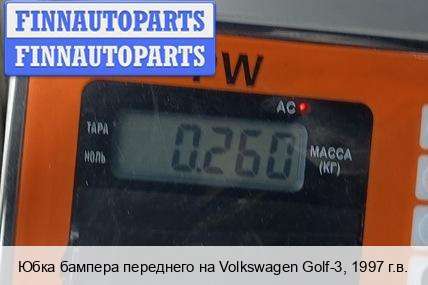 FINNAUTOPARTS
FINNAUTOPARTS
PW
AC
ТАРА
НОЛЬ
0.260
МАССА
(КГ)
Юбка бампера переднего на Volkswagen Golf-3, 1997 г.в.